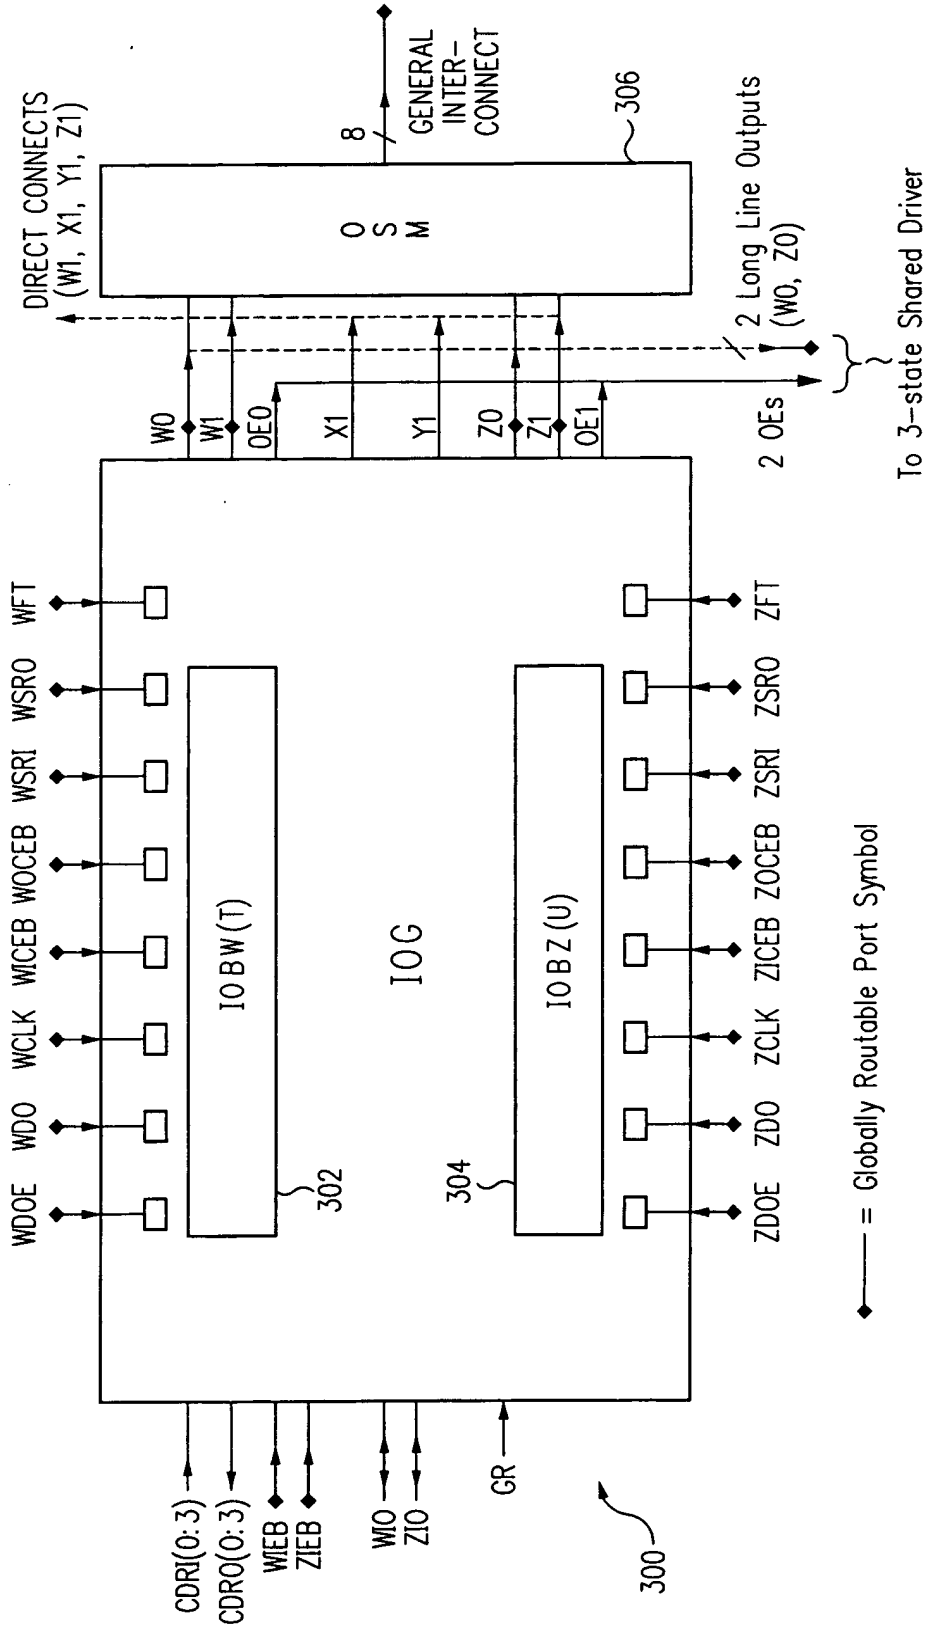 DIRECT CONNECTS
(W1, X1, Y1, Z1)
8
GENERAL
INTER-
CONNECT
O
S
M
306
2 Long Line Outputs
(W0, Z0)
2 OEs
To 3-state Shared Driver
W0
W1
OE0
X1
Y1
Z0
Z1
OE1
WDOE
WDO
WCLK
WICEB
WOCEB
WSRI
WSRO
WFT
IOBW(T)
302
IOG
IOBZ(U)
304
ZDOE
ZDO
ZCLK
ZICEB
ZOCEB
ZSRI
ZSRO
ZFT
CDRI(0:3)
CDRO(0:3)
WIEB
ZIEB
WIO
ZIO
GR
300
= Globally Routable Port Symbol